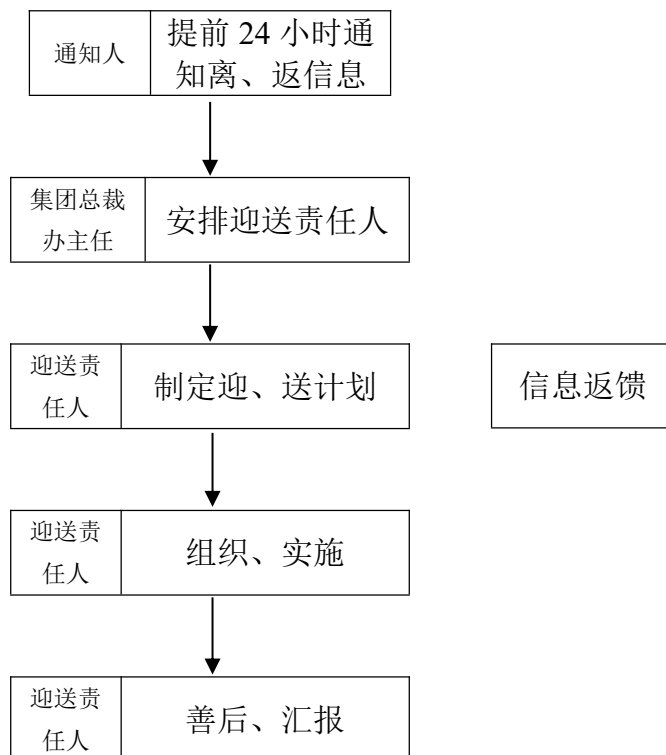 通知人
提前 24 小时通
知离、返信息
集团总裁
办主任
安排迎送责任人
迎送责
任人
制定迎、送计划
信息返馈
迎送责
任人
组织、实施
迎送责
任人
善后、汇报